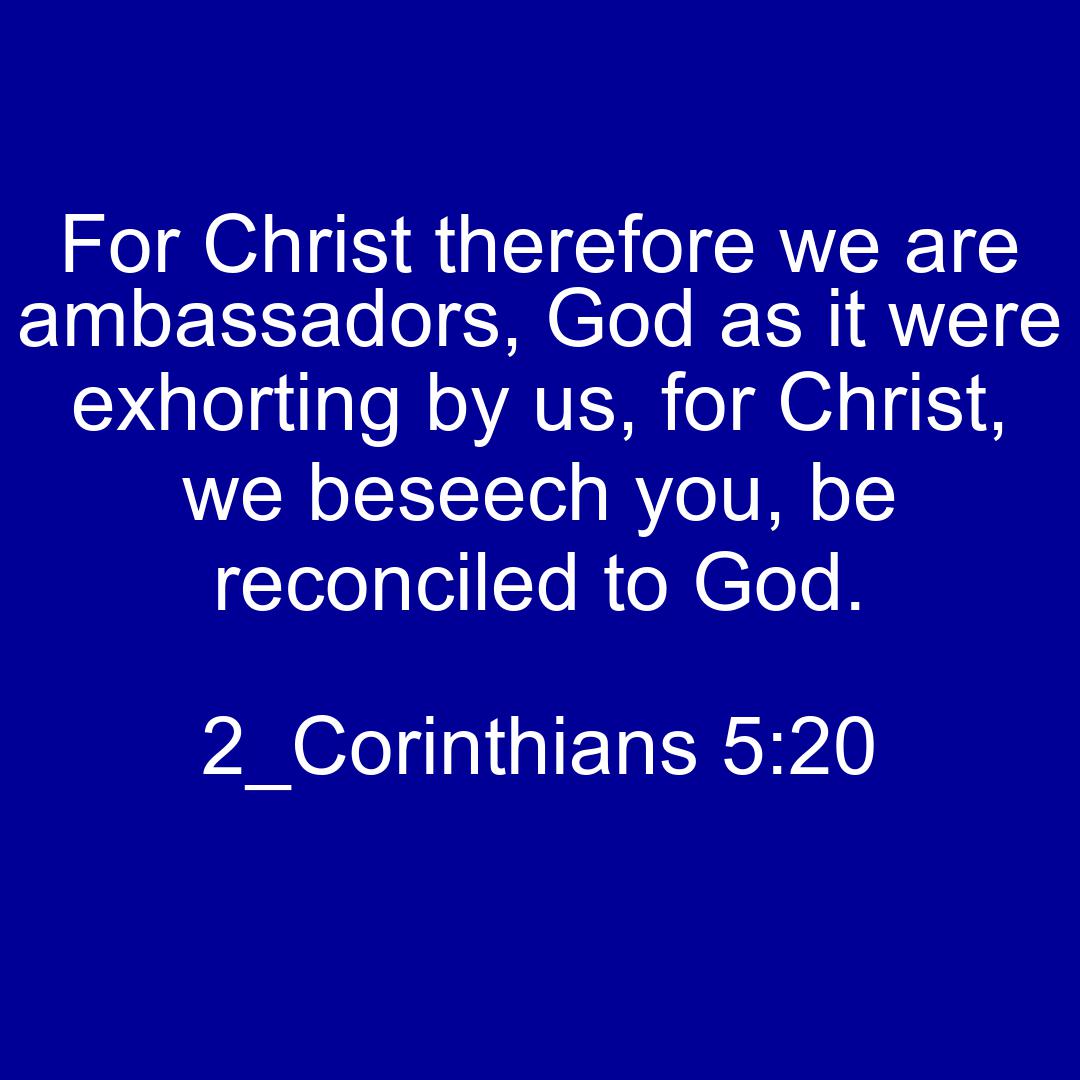 For Christ therefore we are
ambassadors, God as it were
exhorting by us, for Christ,
we beseech you, be
reconciled to God.
2_Corinthians 5:20